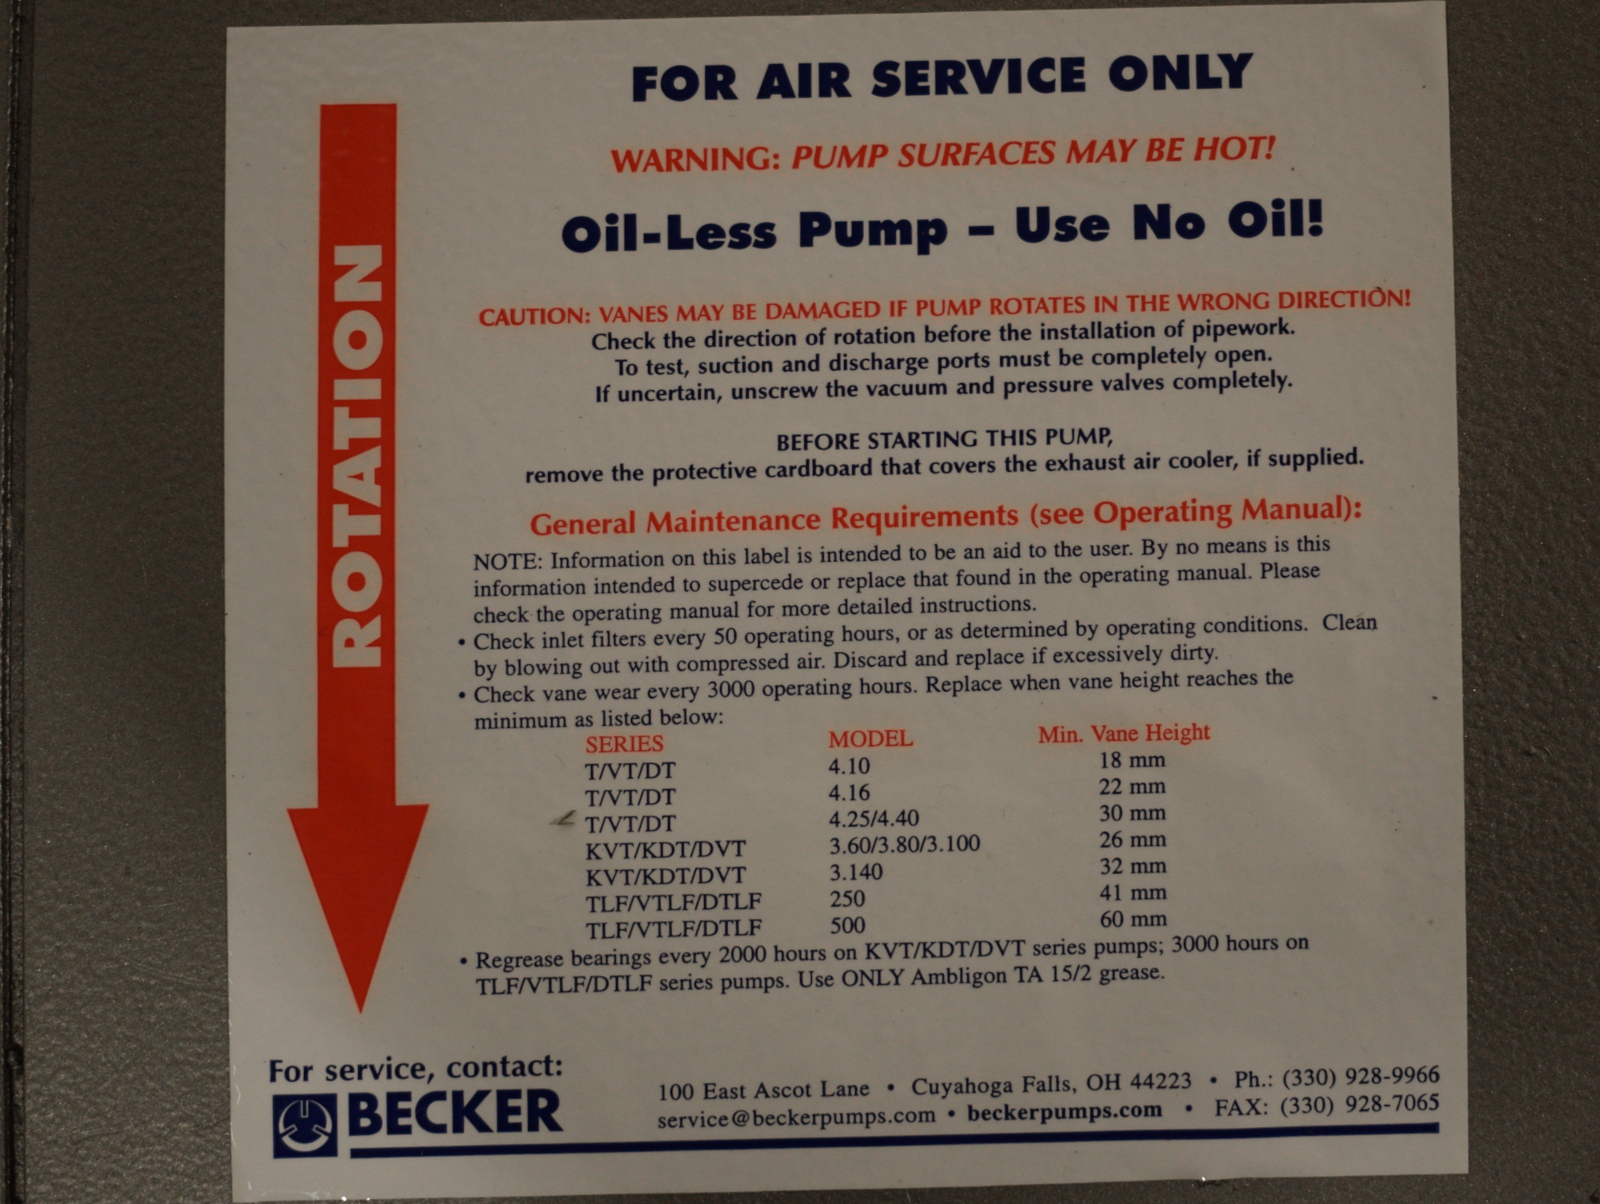 FOR AIR SERVICE ONLY
WARNING: PUMP SURFACES MAY BE HOT!
Oil-Less Pump – Use No Oil!
ROTATION
CAUTION: VANES MAY BE DAMAGED IF PUMP ROTATES IN THE WRONG DIRECTION!
Check the direction of rotation before the installation of pipework.
To test, suction and discharge ports must be completely open.
If uncertain, unscrew the vacuum and pressure valves completely.
BEFORE STARTING THIS PUMP,
remove the protective cardboard that covers the exhaust air cooler, if supplied.
General Maintenance Requirements (see Operating Manual):
NOTE: Information on this label is intended to be an aid to the user. By no means is this
information intended to supercede or replace that found in the operating manual. Please
check the operating manual for more detailed instructions.
• Check inlet filters every 50 operating hours, or as determined by operating conditions. Clean
by blowing out with compressed air. Discard and replace if excessively dirty.
• Check vane wear every 3000 operating hours. Replace when vane height reaches the
minimum as listed below:
SERIES MODEL Min. Vane Height
T/VT/DT 4.10 18 mm
T/VT/DT 4.16 22 mm
T/VT/DT 4.25/4.40 30 mm
KVT/KDT/DVT 3.60/3.80/3.100 26 mm
KVT/KDT/DVT 3.140 32 mm
TLF/VTLF/DTLF 250 41 mm
TLF/VTLF/DTLF 500 60 mm
• Regrease bearings every 2000 hours on KVT/KDT/DVT series pumps; 3000 hours on
TLF/VTLF/DTLF series pumps. Use ONLY Ambligon TA 15/2 grease.
For service, contact:
BECKER
100 East Ascot Lane • Cuyahoga Falls, OH 44223 • Ph.: (330) 928-9966
service@beckerpumps.com • beckerpumps.com • FAX: (330) 928-7065